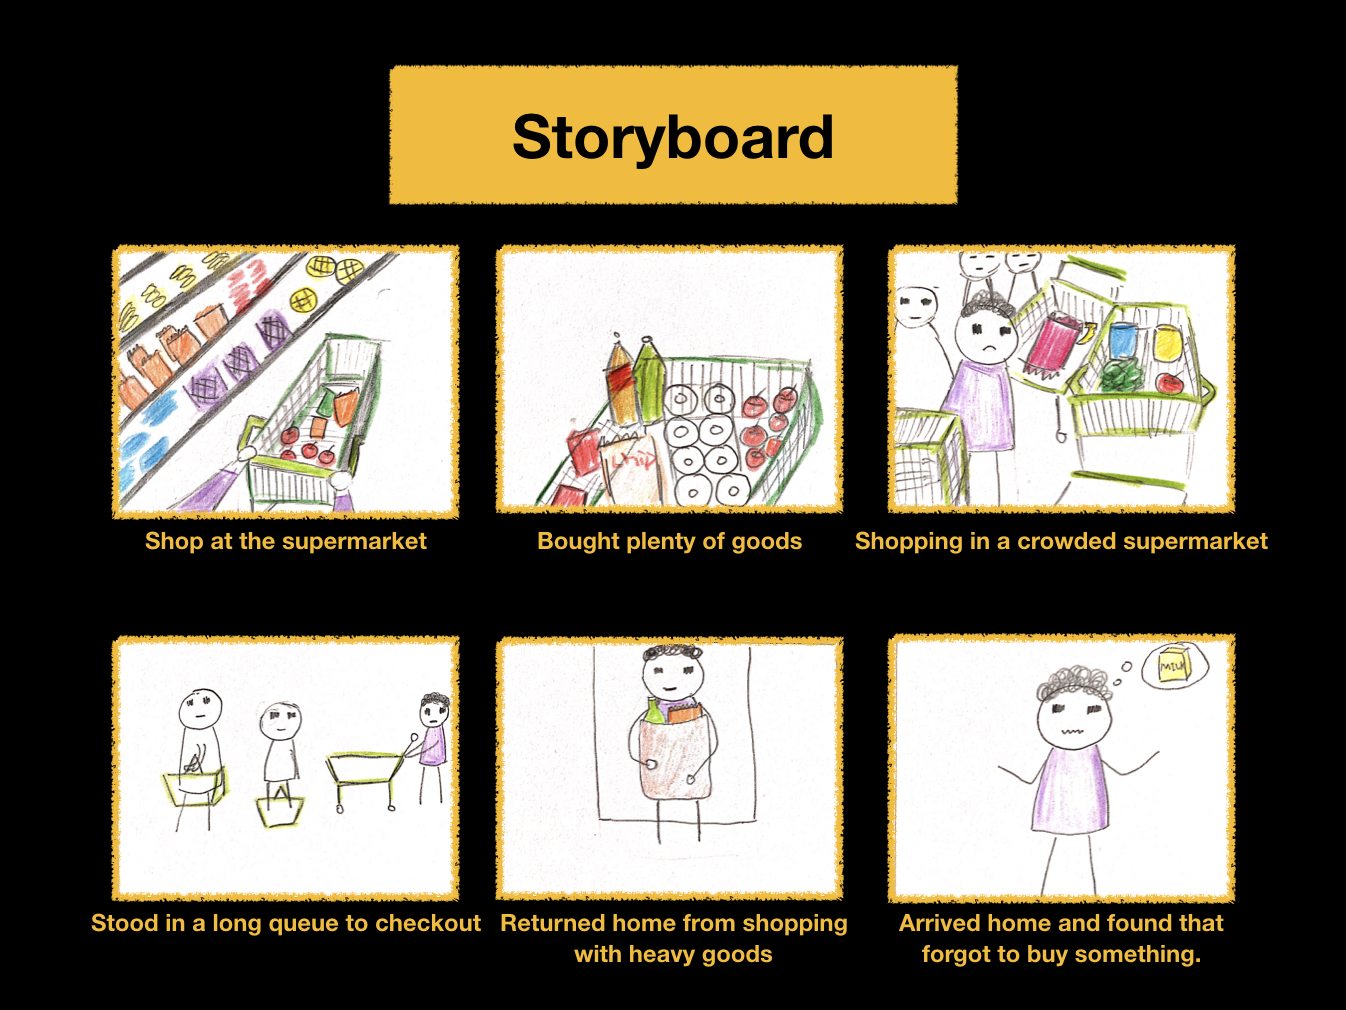 Storyboard
Shop at the supermarket
Chip
Bought plenty of goods
Shopping in a crowded supermarket
Stood in a long queue to checkout
Returned home from shopping
with heavy goods
MILK
Arrived home and found that
forgot to buy something.